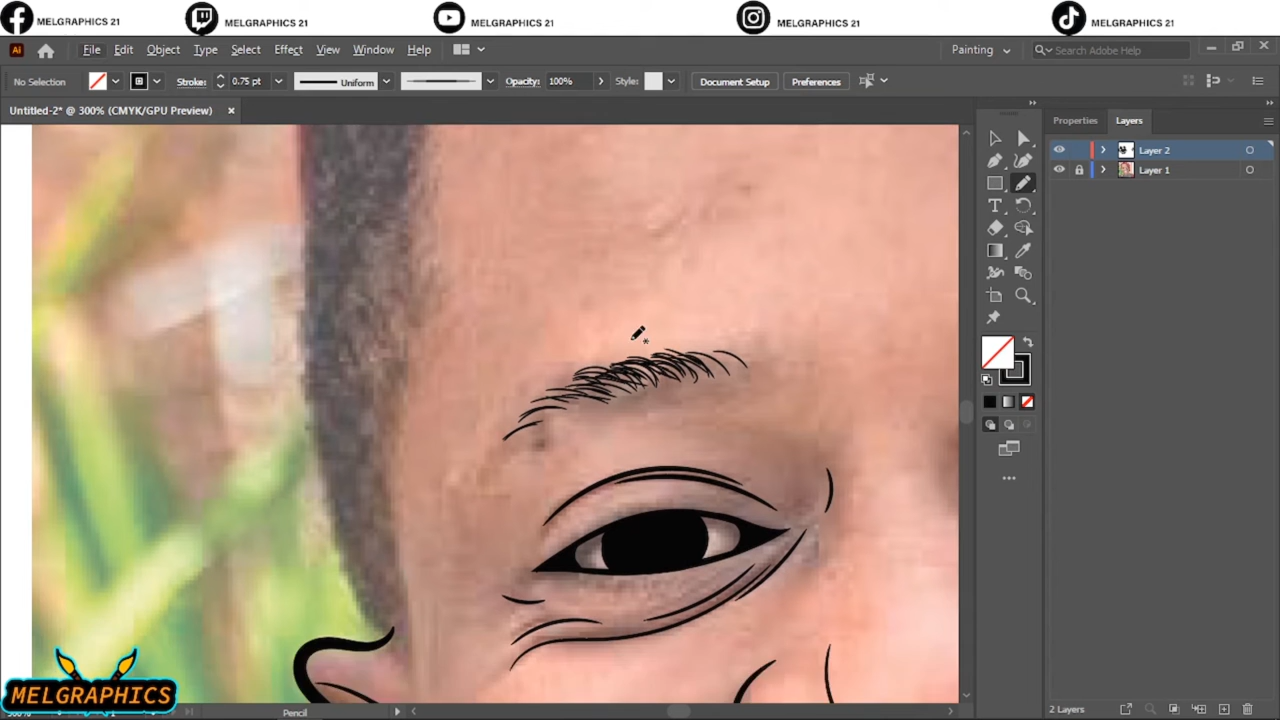 MELGRAPHICS 21 MELGRAPHICS 21 MELGRAPHICS 21 MELGRAPHICS 21 MELGRAPHICS 21
Ai File Edit Object Type Select Effect View Window Help Painting Search Adobe Help
No Selection Stroke: 0.75 pt Uniform Opacity: 100% Style: Document Setup Preferences
Untitled-2* @ 300% (CMYK/GPU Preview)
Properties Layers
Layer 2
Layer 1
MELGRAPHICS
Pencil
2 Layers